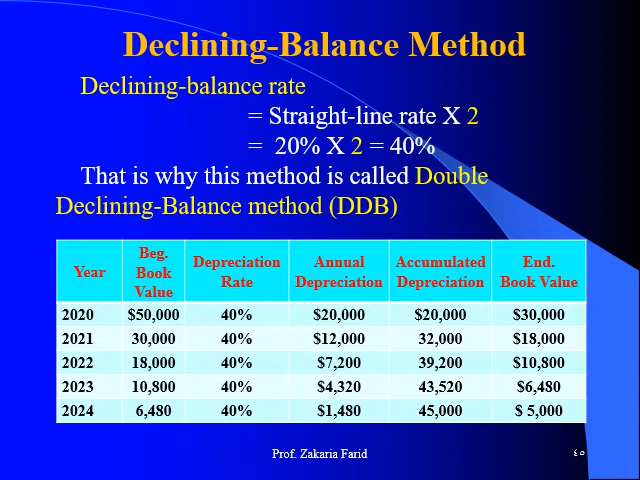 Declining-Balance Method
Declining-balance rate
= Straight-line rate X 2
= 20% X 2 = 40%
That is why this method is called Double
Declining-Balance method (DDB)
Year Beg. Book Value Depreciation Rate Annual Depreciation Accumulated Depreciation End. Book Value
2020 $50,000 40% $20,000 $20,000 $30,000
2021 30,000 40% $12,000 32,000 $18,000
2022 18,000 40% $7,200 39,200 $10,800
2023 10,800 40% $4,320 43,520 $6,480
2024 6,480 40% $1,480 45,000 $ 5,000
Prof. Zakaria Farid ٤٥